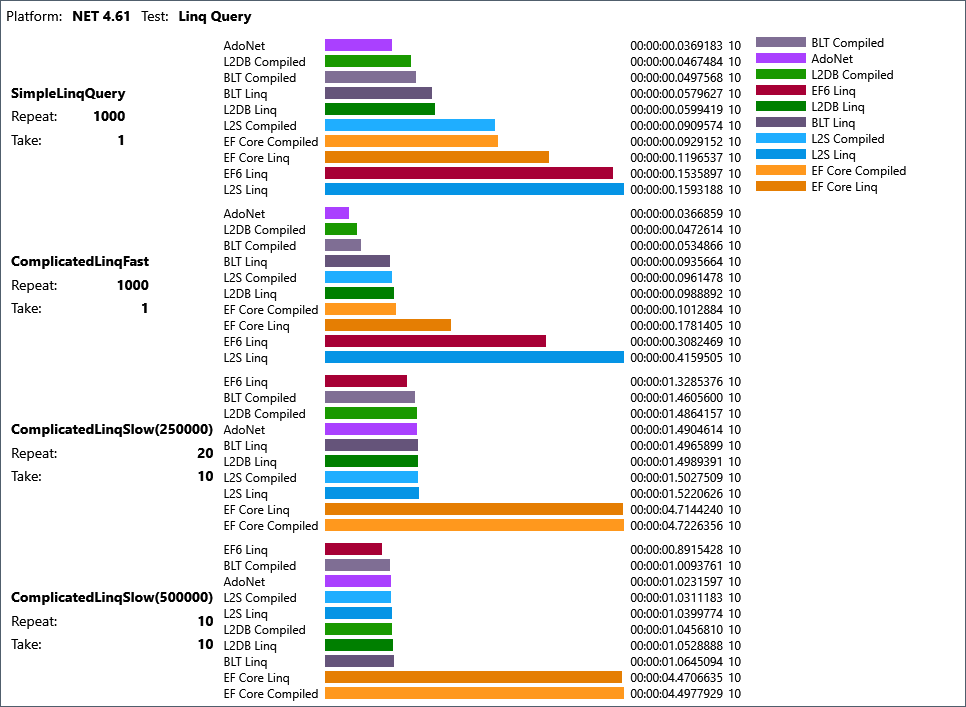 Platform: NET 4.61 Test: Linq Query
SimpleLinqQuery
Repeat: 1000
Take: 1
AdoNet 00:00:00.0369183 10
L2DB Compiled 00:00:00.0467484 10
BLT Compiled 00:00:00.0497568 10
BLT Linq 00:00:00.0579627 10
L2DB Linq 00:00:00.0599419 10
L2S Compiled 00:00:00.0909574 10
EF Core Compiled 00:00:00.0929152 10
EF Core Linq 00:00:00.1196537 10
EF6 Linq 00:00:00.1535897 10
L2S Linq 00:00:00.1593188 10
BLT Compiled
AdoNet
L2DB Compiled
EF6 Linq
L2DB Linq
BLT Linq
L2S Compiled
L2S Linq
EF Core Compiled
EF Core Linq
ComplicatedLinqFast
Repeat: 1000
Take: 1
AdoNet 00:00:00.0366859 10
L2DB Compiled 00:00:00.0472614 10
BLT Compiled 00:00:00.0534866 10
BLT Linq 00:00:00.0935664 10
L2S Compiled 00:00:00.0961478 10
L2DB Linq 00:00:00.0988892 10
EF Core Compiled 00:00:00.1012884 10
EF Core Linq 00:00:00.1781405 10
EF6 Linq 00:00:00.3082469 10
L2S Linq 00:00:00.4159505 10
ComplicatedLinqSlow(250000)
Repeat: 20
Take: 10
EF6 Linq 00:00:01.3285376 10
BLT Compiled 00:00:01.4605600 10
L2DB Compiled 00:00:01.4864157 10
AdoNet 00:00:01.4904614 10
BLT Linq 00:00:01.4965899 10
L2DB Linq 00:00:01.4989391 10
L2S Compiled 00:00:01.5027509 10
L2S Linq 00:00:01.5220626 10
EF Core Linq 00:00:04.7144240 10
EF Core Compiled 00:00:04.7226356 10
ComplicatedLinqSlow(500000)
Repeat: 10
Take: 10
EF6 Linq 00:00:00.8915428 10
BLT Compiled 00:00:01.0093761 10
AdoNet 00:00:01.0231597 10
L2S Compiled 00:00:01.0311183 10
L2S Linq 00:00:01.0399774 10
L2DB Compiled 00:00:01.0456810 10
L2DB Linq 00:00:01.0528888 10
BLT Linq 00:00:01.0645094 10
EF Core Linq 00:00:04.4706635 10
EF Core Compiled 00:00:04.4977929 10